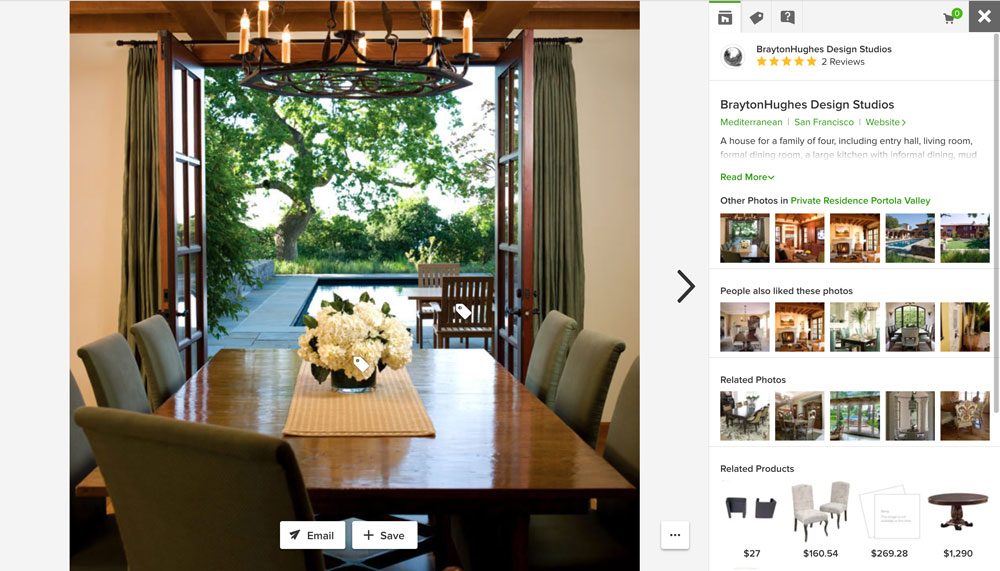 0
BraytonHughes Design Studios
2 Reviews
BraytonHughes Design Studios
Mediterranean | San Francisco | Website
A house for a family of four, including entry hall, living room,
formal dining room, a large kitchen with informal dining, mud
Read More
Other Photos in Private Residence Portola Valley
People also liked these photos
Related Photos
Related Products
$27
$160.54
$269.28
$1,290
Email
+ Save
...